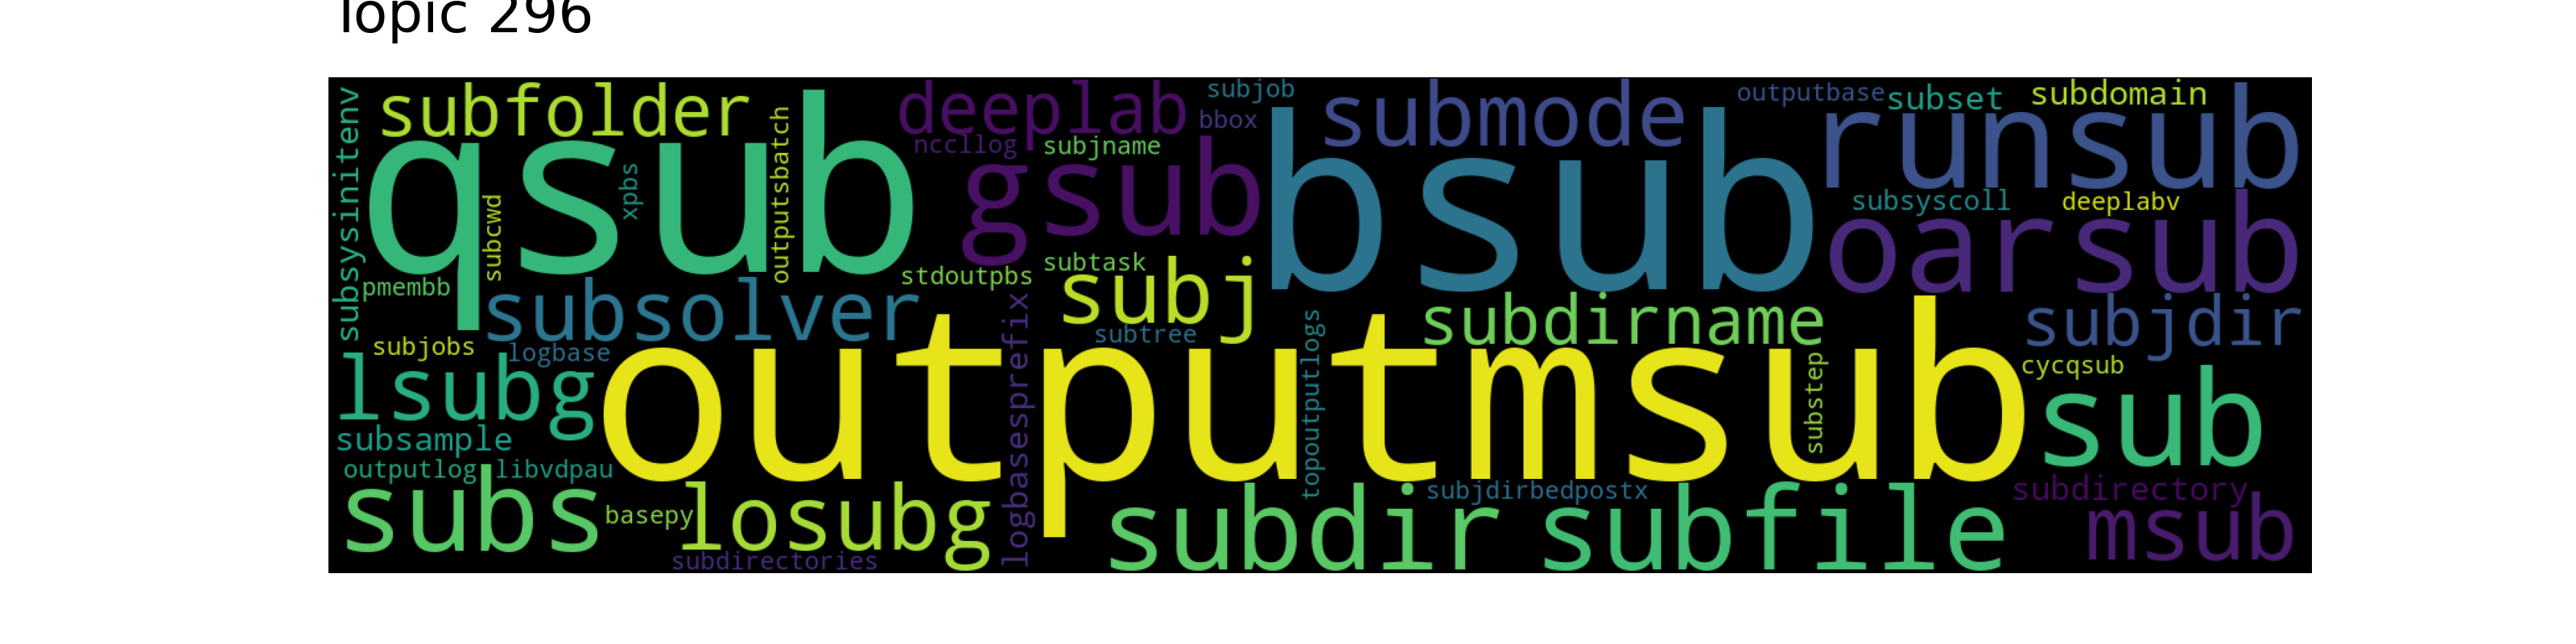 Topic 296
subsysinitenv
subfolder
qsub
subcwd
xpbs
outputsbatch
deeplab
nccllog
subjob
bbox
subjname
gsub
submode
bsub
outputbase
subset
subdomain
runsub
subsyscoll
deeplabv
oarsub
pmembb
subsolver
stdoutpbs
subtask
subj
subtree
subdirname
subjdir
subjobs
logbase
lsubg
outputmsub
logbasesprefix
topoutputlogs
substep
cycqsub
sub
subsample
outputlog
libvdpau
subs
basepy
losubg
subdirectories
subdir
subjdirbedpostx
subfile
subdirectory
msub